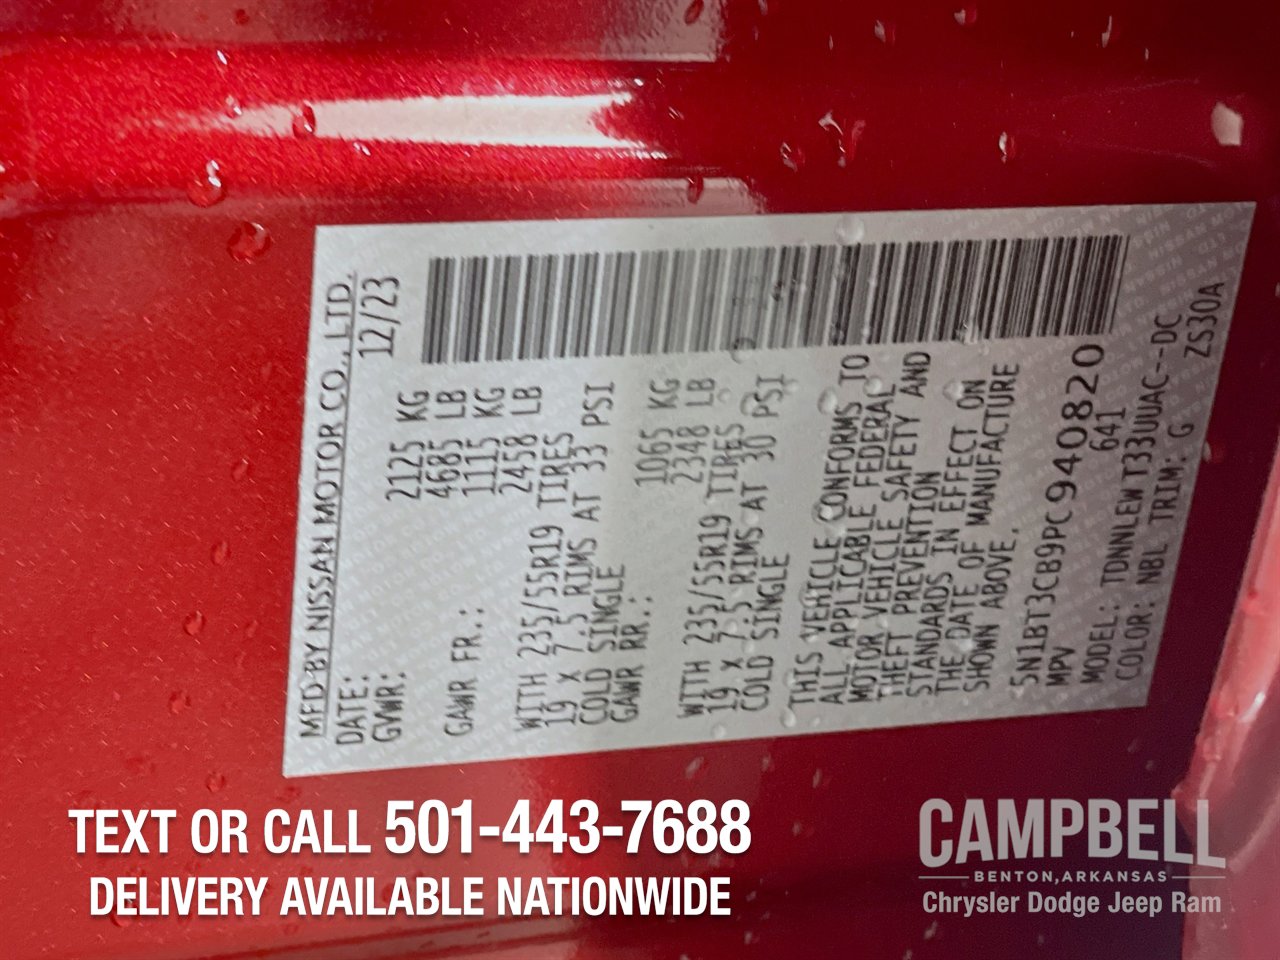 MFD BY NISSAN MOTOR CO., LTD.
DATE: 12/23
GVWR: 2125 KG
4685 LB
GAWR FR.: 1115 KG
2458 LB
WITH 235/55R19 TIRES
19 X 7.5 RIMS AT 33 PSI
COLD SINGLE
GAWR RR.: 1065 KG
2348 LB
WITH 235/55R19 TIRES
19 X 7.5 RIMS AT 30 PSI
COLD SINGLE
THIS VEHICLE CONFORMS TO
ALL APPLICABLE FEDERAL
MOTOR VEHICLE SAFETY AND
THEFT PREVENTION
STANDARDS IN EFFECT ON
THE DATE OF MANUFACTURE
SHOWN ABOVE.
5N1BT3CB9PC940820
MPV 641
MODEL: TDNNLEWT33UUAC--DC
COLOR: NBL TRIM: G ZS30A
TEXT OR CALL 501-443-7688
DELIVERY AVAILABLE NATIONWIDE
CAMPBELL
BENTON, ARKANSAS
Chrysler Dodge Jeep Ram